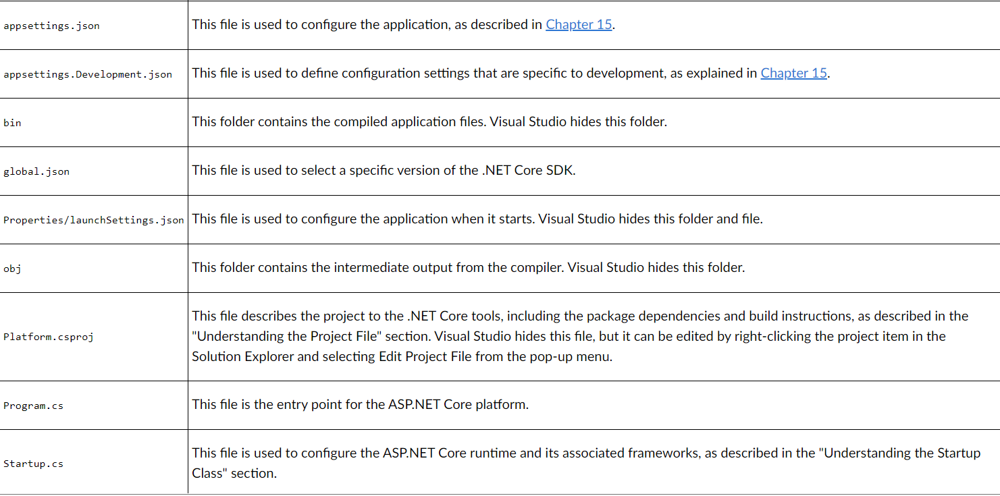 appsettings.json This file is used to configure the application, as described in Chapter 15.
appsettings.Development.json This file is used to define configuration settings that are specific to development, as explained in Chapter 15.
bin This folder contains the compiled application files. Visual Studio hides this folder.
global.json This file is used to select a specific version of the .NET Core SDK.
Properties/launchSettings.json This file is used to configure the application when it starts. Visual Studio hides this folder and file.
obj This folder contains the intermediate output from the compiler. Visual Studio hides this folder.
This file describes the project to the .NET Core tools, including the package dependencies and build instructions, as described in the
Platform.csproj "Understanding the Project File" section. Visual Studio hides this file, but it can be edited by right-clicking the project item in the
Solution Explorer and selecting Edit Project File from the pop-up menu.
Program.cs This file is the entry point for the ASP.NET Core platform.
Startup.cs This file is used to configure the ASP.NET Core runtime and its associated frameworks, as described in the "Understanding the Startup
Class" section.